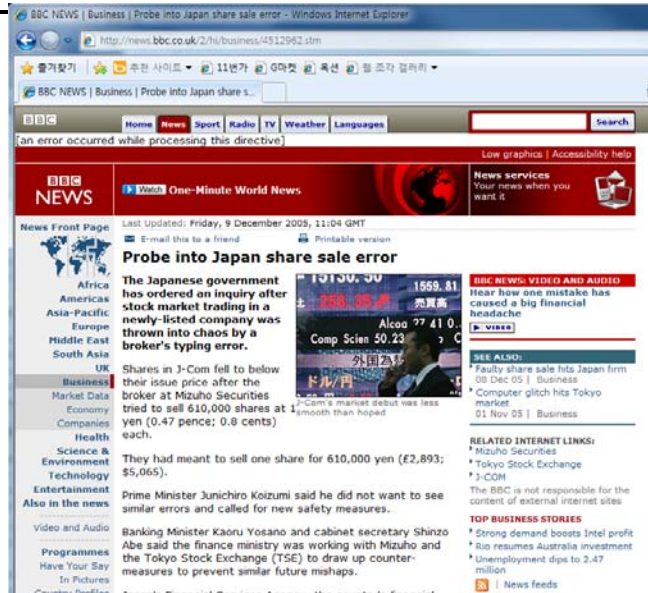 BBC NEWS | Business | Probe into Japan share sale error - Windows Internet Explorer
http://news.bbc.co.uk/2/hi/business/4512962.stm
즐겨찾기 추천 사이트 11번가 G마켓 옥션 웹 조각 갤러리
BBC NEWS | Business | Probe into Japan share s...
BBC Home News Sport Radio TV Weather Languages Search
[an error occurred while processing this directive]
Low graphics | Accessibility help
BBC
NEWS
Watch One-Minute World News
News services
Your news when you
want it
News Front Page
Africa
Americas
Asia-Pacific
Europe
Middle East
South Asia
UK
Business
Market Data
Economy
Companies
Health
Science &
Environment
Technology
Entertainment
Also in the news
Video and Audio
Programmes
Have Your Say
In Pictures
Country Profiles
Last Updated: Friday, 9 December 2005, 11:04 GMT
E-mail this to a friend Printable version
Probe into Japan share sale error
The Japanese government
has ordered an inquiry after
stock market trading in a
newly-listed company was
thrown into chaos by a
broker's typing error.
1559.81
売買高
Alcoa 27 41 0.
Comp Scien 50.23
外国為
ドル/円
J-Com's market debut was less
smooth than hoped
Shares in J-Com fell to below
their issue price after the
broker at Mizuho Securities
tried to sell 610,000 shares at 1
yen (0.47 pence; 0.8 cents)
each.
They had meant to sell one share for 610,000 yen (£2,893;
$5,065).
Prime Minister Junichiro Koizumi said he did not want to see
similar errors and called for new safety measures.
Banking Minister Kaoru Yosano and cabinet secretary Shinzo
Abe said the finance ministry was working with Mizuho and
the Tokyo Stock Exchange (TSE) to draw up counter-
measures to prevent similar future mishaps.
BBC NEWS: VIDEO AND AUDIO
Hear how one mistake has
caused a big financial
headache
VIDEO
SEE ALSO:
Faulty share sale hits Japan firm
08 Dec 05 | Business
Computer glitch hits Tokyo
market
01 Nov 05 | Business
RELATED INTERNET LINKS:
Mizuho Securities
Tokyo Stock Exchange
J-COM
The BBC is not responsible for the
content of external internet sites
TOP BUSINESS STORIES
Strong demand boosts Intel profit
Rio resumes Australia investment
Unemployment dips to 2.47
million
News feeds